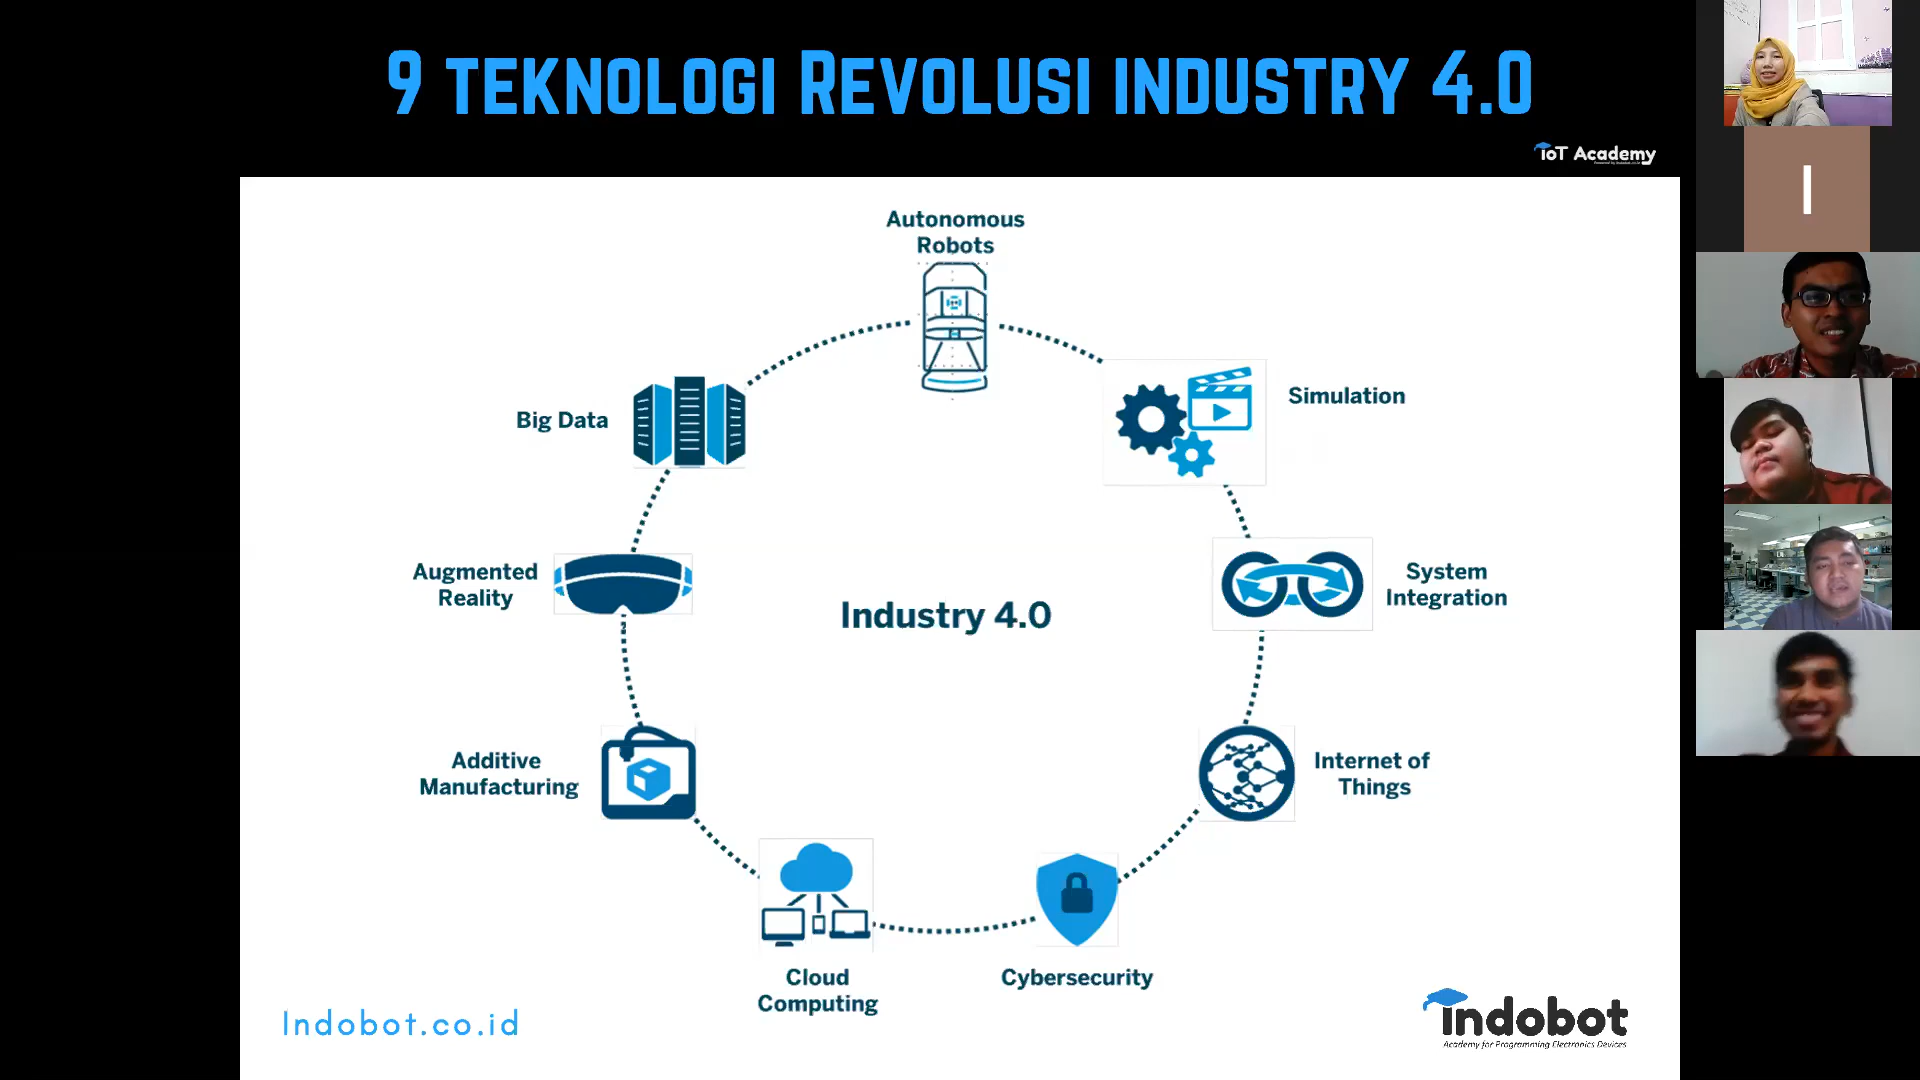 9 TEKNOLOGI REVOLUSI INDUSTRY 4.0
IoT Academy
Autonomous
Robots
Simulation
Big Data
System
Integration
Augmented
Reality
Industry 4.0
Internet of
Things
Additive
Manufacturing
Cloud
Computing
Cybersecurity
Indobot.co.id
indobot
Academy for Programming Electronics Devices
I